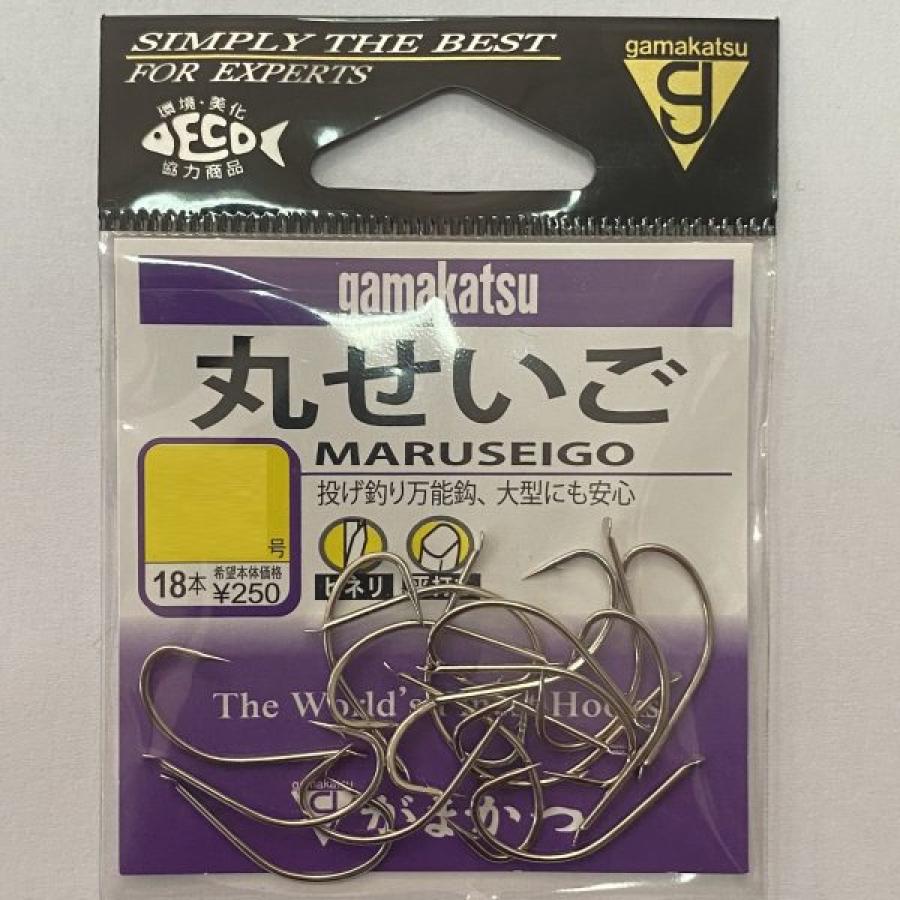 SIMPLY THE BEST
FOR EXPERTS
環境・美化
DECO
協力商品
gamakatsu
gamakatsu
丸せいご
MARUSEIGO
投げ釣り万能鈎、大型にも安心
号
18本
希望本体価格
¥250
ヒネリ
平打
The World's Hooks
gamakatsu
がまかつ